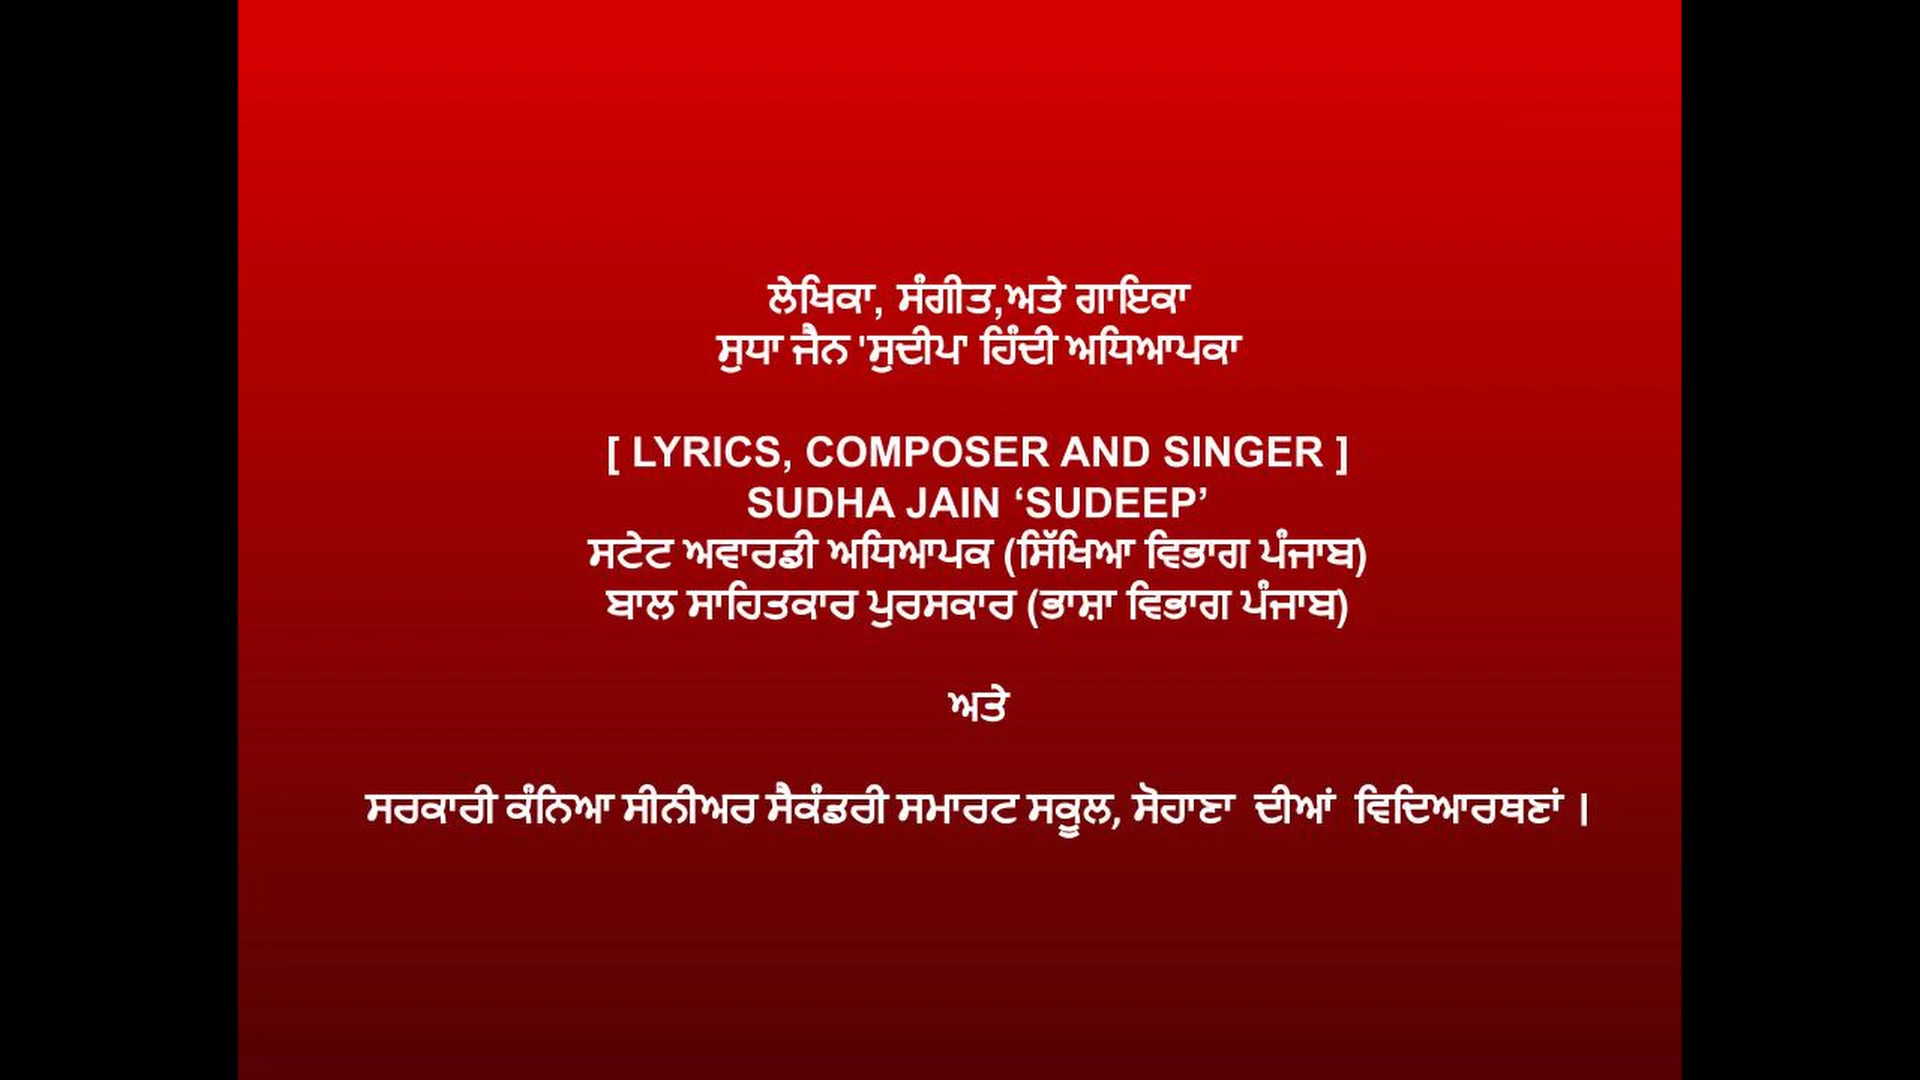 ਲੇਖਿਕਾ, ਸੰਗੀਤ,ਅਤੇ ਗਾਇਕਾ
ਸੁਧਾ ਜੈਨ 'ਸੁਦੀਪ' ਹਿੰਦੀ ਅਧਿਆਪਕਾ
[ LYRICS, COMPOSER AND SINGER ]
SUDHA JAIN ‘SUDEEP’
ਸਟੇਟ ਅਵਾਰਡੀ ਅਧਿਆਪਕ (ਸਿੱਖਿਆ ਵਿਭਾਗ ਪੰਜਾਬ)
ਬਾਲ ਸਾਹਿਤਕਾਰ ਪੁਰਸਕਾਰ (ਭਾਸ਼ਾ ਵਿਭਾਗ ਪੰਜਾਬ)
ਅਤੇ
ਸਰਕਾਰੀ ਕੰਨਿਆ ਸੀਨੀਅਰ ਸੈਕੰਡਰੀ ਸਮਾਰਟ ਸਕੂਲ, ਸੋਹਾਣਾ ਦੀਆਂ ਵਿਦਿਆਰਥਣਾਂ |